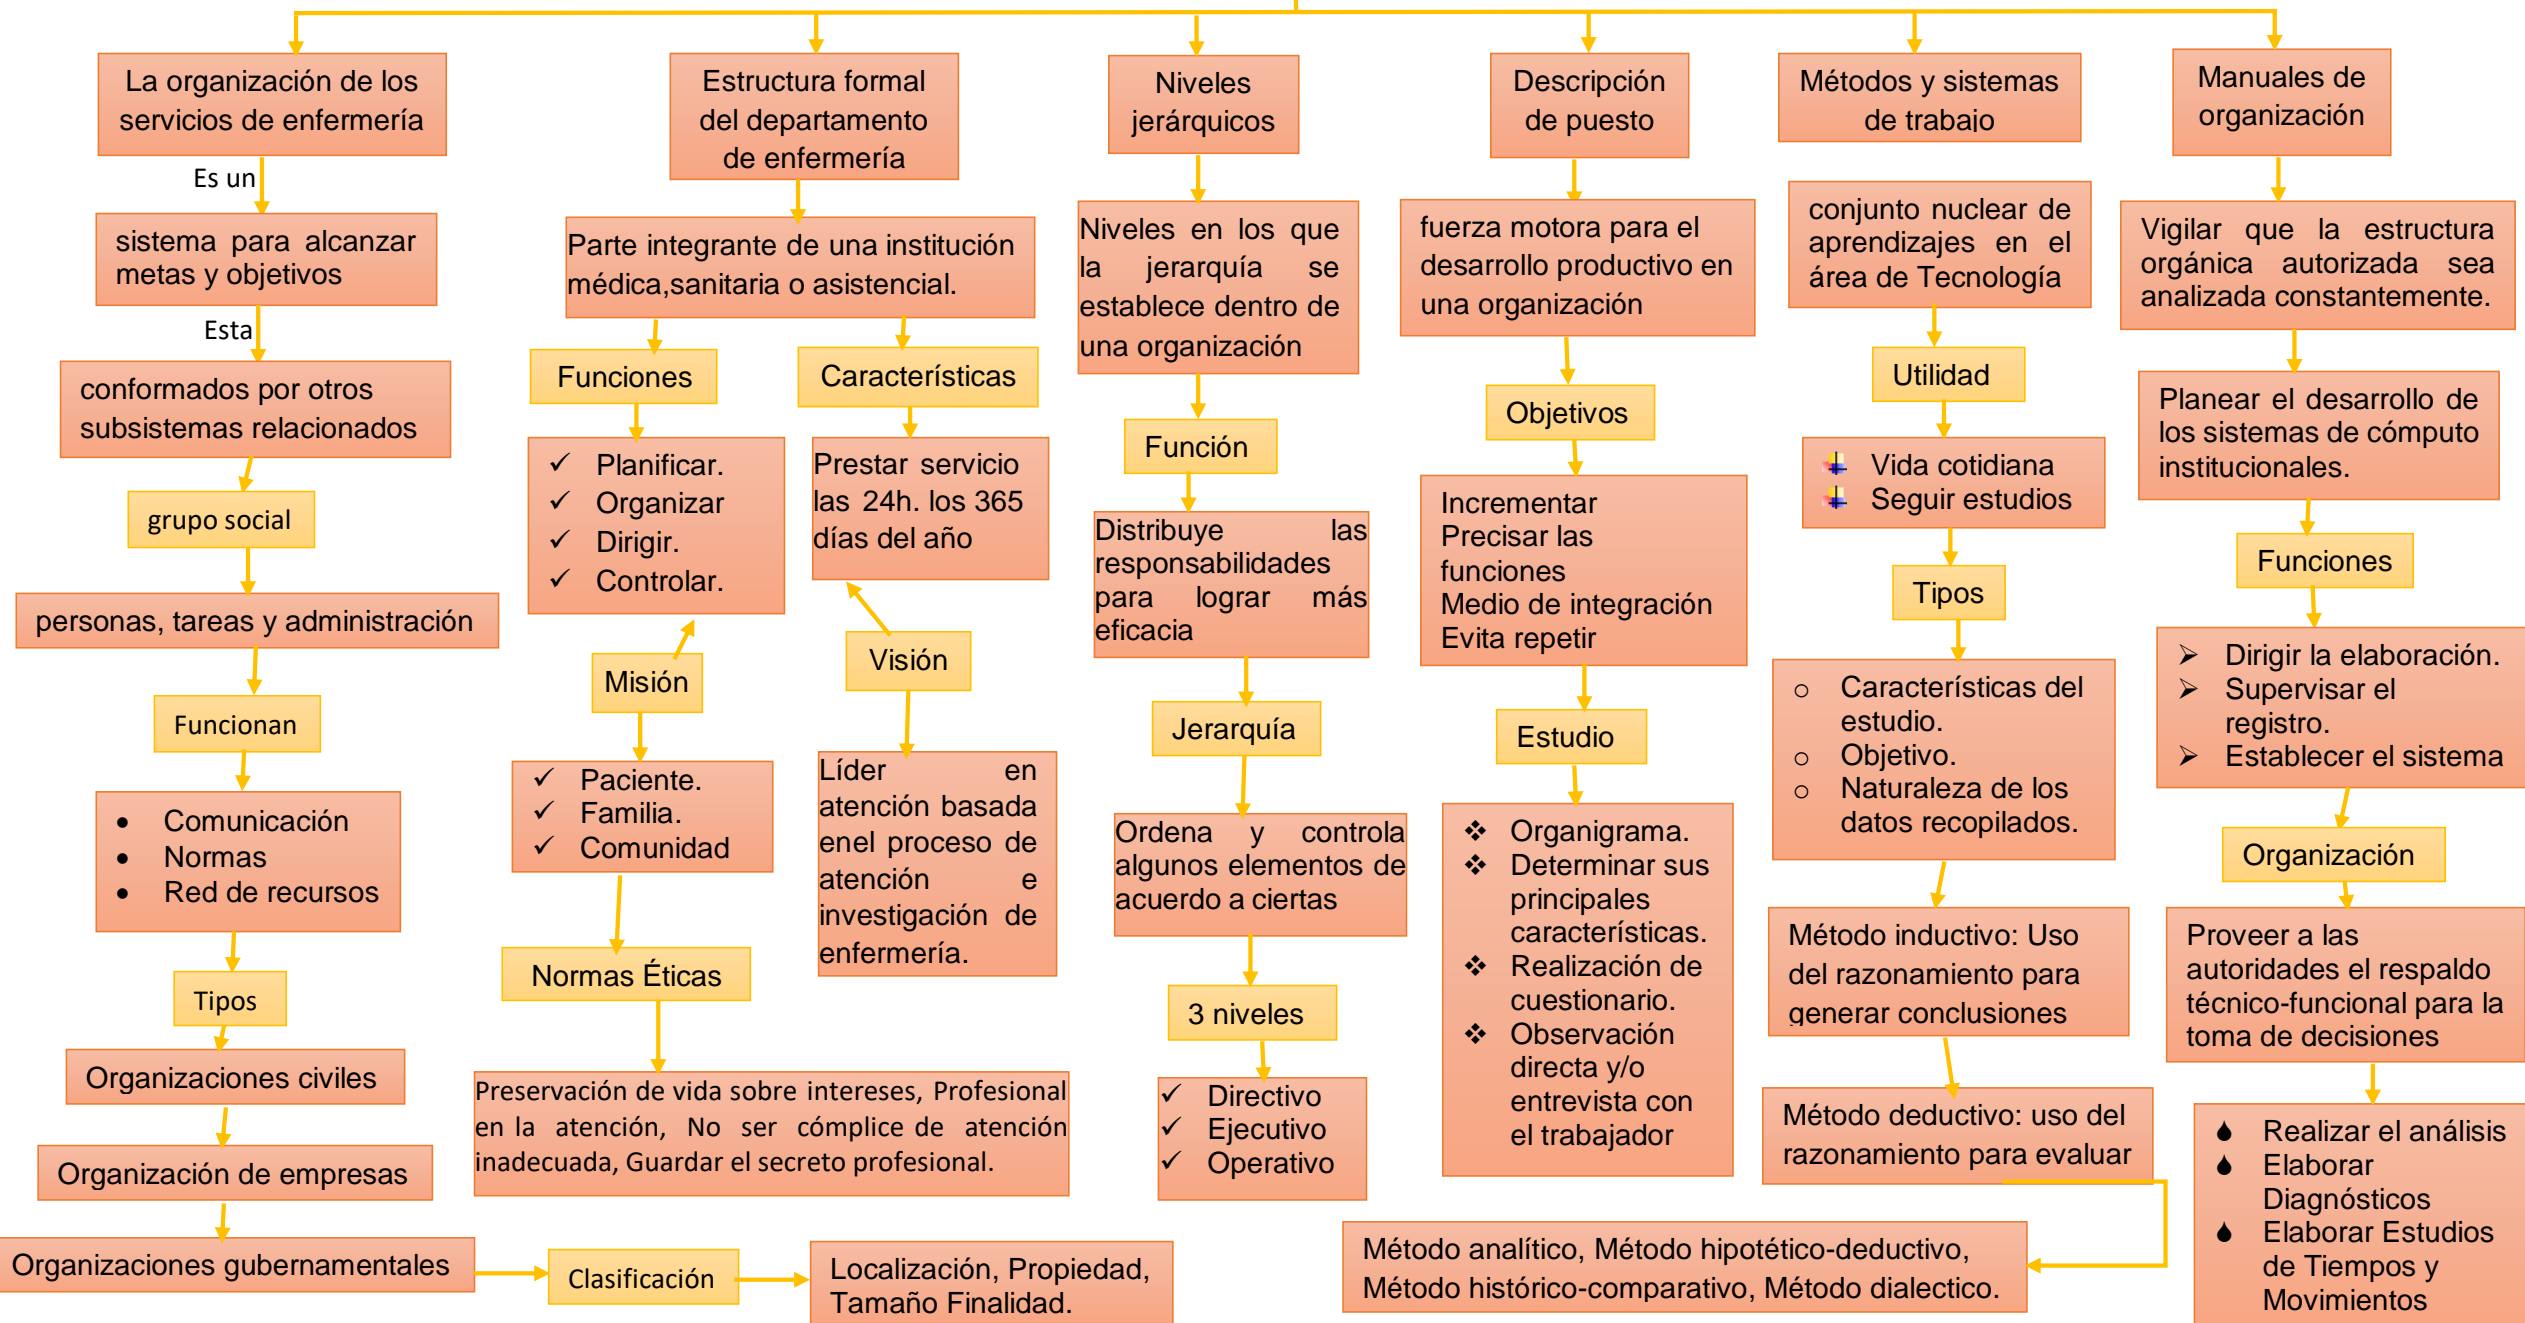 La organización de los
servicios de enfermería
Es un
sistema para alcanzar
metas y objetivos
Esta
conformados por otros
subsistemas relacionados
grupo social
personas, tareas y administración
Funcionan
• Comunicación
• Normas
• Red de recursos
Tipos
Organizaciones civiles
Organización de empresas
Organizaciones gubernamentales
Clasificación
Localización, Propiedad,
Tamaño Finalidad.
Estructura formal
del departamento
de enfermería
Parte integrante de una institución
médica,sanitaria o asistencial.
Funciones
✓ Planificar.
✓ Organizar
✓ Dirigir.
✓ Controlar.
Misión
✓ Paciente.
✓ Familia.
✓ Comunidad
Normas Éticas
Preservación de vida sobre intereses, Profesional
en la atención, No ser cómplice de atención
inadecuada, Guardar el secreto profesional.
Características
Prestar servicio
las 24h. los 365
días del año
Visión
Líder en
atención basada
enel proceso de
atención e
investigación de
enfermería.
Niveles
jerárquicos
Niveles en los que
la jerarquía se
establece dentro de
una organización
Función
Distribuye las
responsabilidades
para lograr más
eficacia
Jerarquía
Ordena y controla
algunos elementos de
acuerdo a ciertas
3 niveles
✓ Directivo
✓ Ejecutivo
✓ Operativo
Descripción
de puesto
fuerza motora para el
desarrollo productivo en
una organización
Objetivos
Incrementar
Precisar las
funciones
Medio de integración
Evita repetir
Estudio
❖ Organigrama.
❖ Determinar sus
principales
características.
❖ Realización de
cuestionario.
❖ Observación
directa y/o
entrevista con
el trabajador
Métodos y sistemas
de trabajo
conjunto nuclear de
aprendizajes en el
área de Tecnología
Utilidad
Vida cotidiana
Seguir estudios
Tipos
o Características del
estudio.
o Objetivo.
o Naturaleza de los
datos recopilados.
Método inductivo: Uso
del razonamiento para
generar conclusiones
Método deductivo: uso del
razonamiento para evaluar
Método analítico, Método hipotético-deductivo,
Método histórico-comparativo, Método dialectico.
Manuales de
organización
Vigilar que la estructura
orgánica autorizada sea
analizada constantemente.
Planear el desarrollo de
los sistemas de cómputo
institucionales.
Funciones
➢ Dirigir la elaboración.
➢ Supervisar el
registro.
➢ Establecer el sistema
Organización
Proveer a las
autoridades el respaldo
técnico-funcional para la
toma de decisiones
Realizar el análisis
Elaborar
Diagnósticos
Elaborar Estudios
de Tiempos y
Movimientos